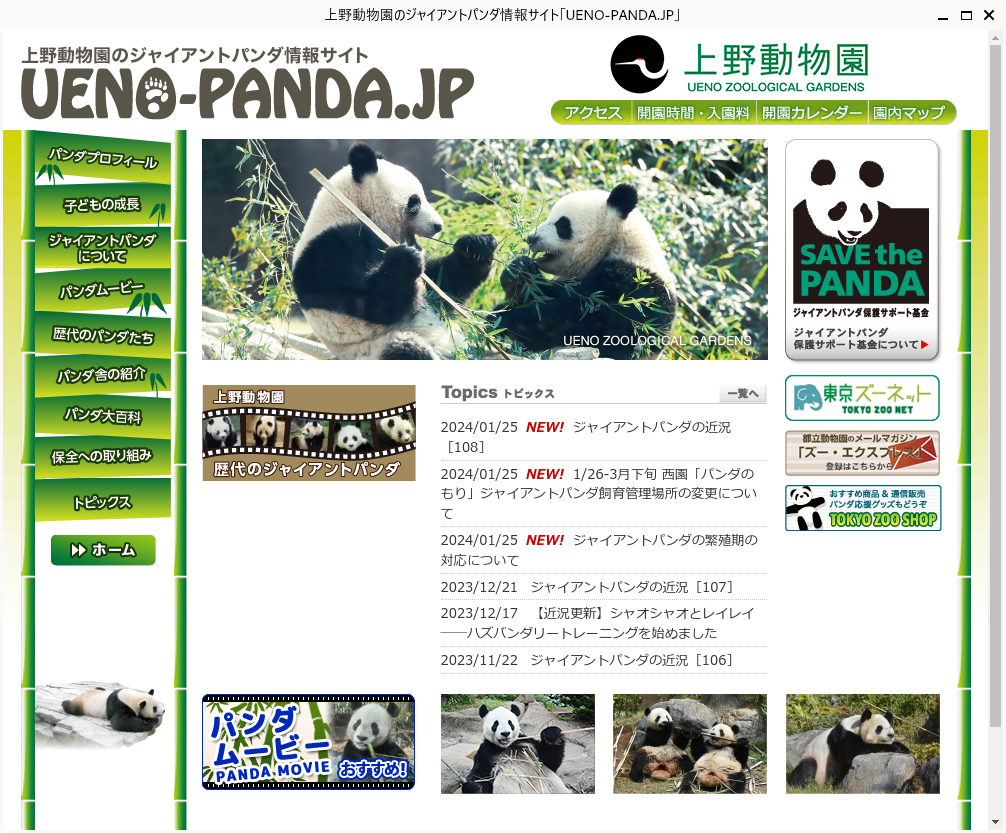 上野動物園のジャイアントパンダ情報サイト「UENO-PANDA.JP」
上野動物園のジャイアントパンダ情報サイト
UENO-PANDA.JP
上野動物園
UENO ZOOLOGICAL GARDENS
アクセス
開園時間・入園料
開園カレンダー
園内マップ
パンダプロフィール
子どもの成長
ジャイアントパンダ
について
パンダムービー
歴代のパンダたち
パンダ舎の紹介
パンダ大百科
保全への取り組み
トピックス
ホーム
UENO ZOOLOGICAL GARDENS
上野動物園
歴代のジャイアントパンダ
Topics トピックス
一覧へ
2024/01/25 NEW! ジャイアントパンダの近況
［108］
2024/01/25 NEW! 1/26-3月下旬 西園「パンダの
もり」ジャイアントパンダ飼育管理場所の変更につい
て
2024/01/25 NEW! ジャイアントパンダの繁殖期の
対応について
2023/12/21 ジャイアントパンダの近況［107］
2023/12/17 【近況更新】シャオシャオとレイレイ
──ハズバンダリートレーニングを始めました
2023/11/22 ジャイアントパンダの近況［106］
パンダ
ムービー
PANDA MOVIE
おすすめ!
SAVE the
PANDA
ジャイアントパンダ保護サポート基金
ジャイアントパンダ
保護サポート基金について
東京ズーネット
TOKYO ZOO NET
都立動物園のメールマガジン
「ズー・エクスプレス」
登録はこちらから
おすすめ商品 & 通信販売
パンダ応援グッズもどうぞ
TOKYO ZOO SHOP